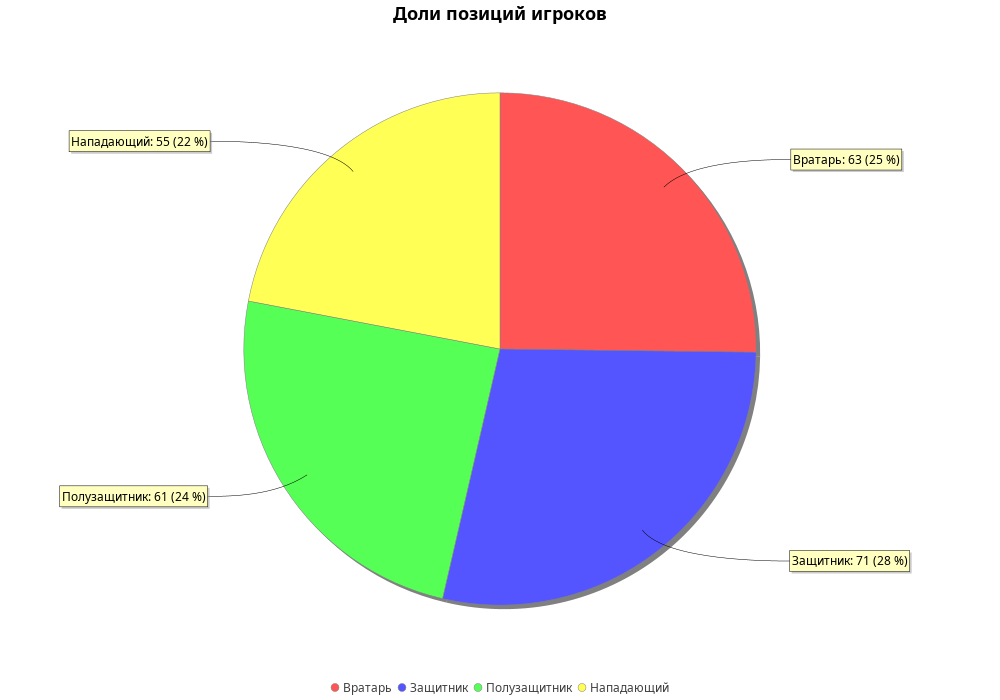 Доли позиций игроков
Нападающий: 55 (22 %)
Вратарь: 63 (25 %)
Полузащитник: 61 (24 %)
Защитник: 71 (28 %)
Вратарь Защитник Полузащитник Нападающий